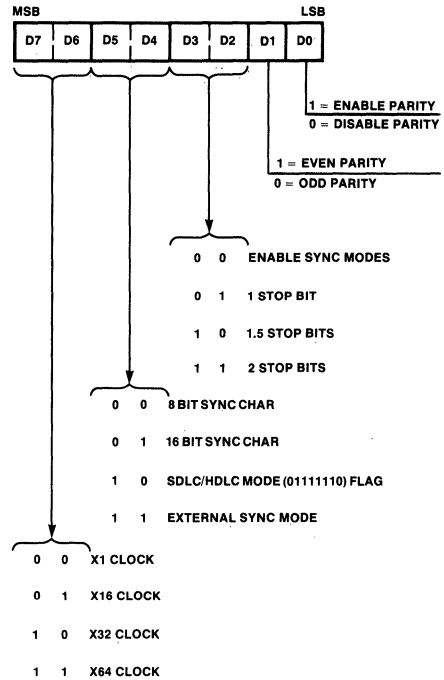 MSB LSB
D7 D6 D5 D4 D3 D2 D1 D0
1 = ENABLE PARITY
0 = DISABLE PARITY
1 = EVEN PARITY
0 = ODD PARITY
0 0 ENABLE SYNC MODES
0 1 1 STOP BIT
1 0 1.5 STOP BITS
1 1 2 STOP BITS
0 0 8 BIT SYNC CHAR
0 1 16 BIT SYNC CHAR
1 0 SDLC/HDLC MODE (01111110) FLAG
1 1 EXTERNAL SYNC MODE
0 0 X1 CLOCK
0 1 X16 CLOCK
1 0 X32 CLOCK
1 1 X64 CLOCK